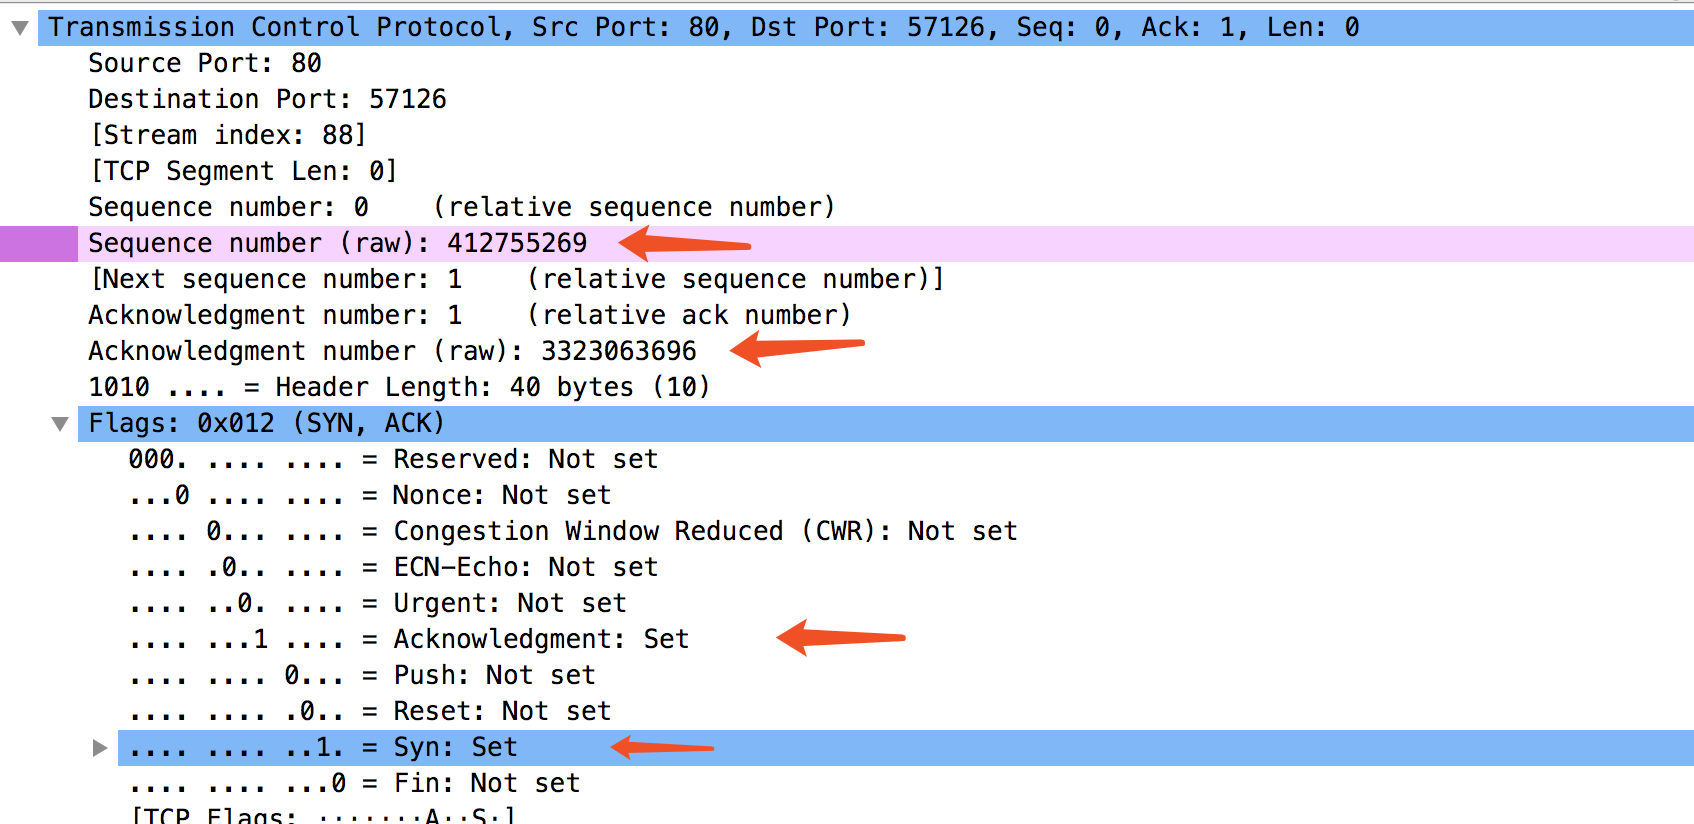 Transmission Control Protocol, Src Port: 80, Dst Port: 57126, Seq: 0, Ack: 1, Len: 0
Source Port: 80
Destination Port: 57126
[Stream index: 88]
[TCP Segment Len: 0]
Sequence number: 0    (relative sequence number)
Sequence number (raw): 412755269
[Next sequence number: 1    (relative sequence number)]
Acknowledgment number: 1    (relative ack number)
Acknowledgment number (raw): 3323063696
1010 .... = Header Length: 40 bytes (10)
Flags: 0x012 (SYN, ACK)
000. .... .... = Reserved: Not set
...0 .... .... = Nonce: Not set
.... 0... .... = Congestion Window Reduced (CWR): Not set
.... .0.. .... = ECN-Echo: Not set
.... ..0. .... = Urgent: Not set
.... ...1 .... = Acknowledgment: Set
.... .... 0... = Push: Not set
.... .... .0.. = Reset: Not set
.... .... ..1. = Syn: Set
.... .... ...0 = Fin: Not set
[TCP Flags: ·······A··S·]